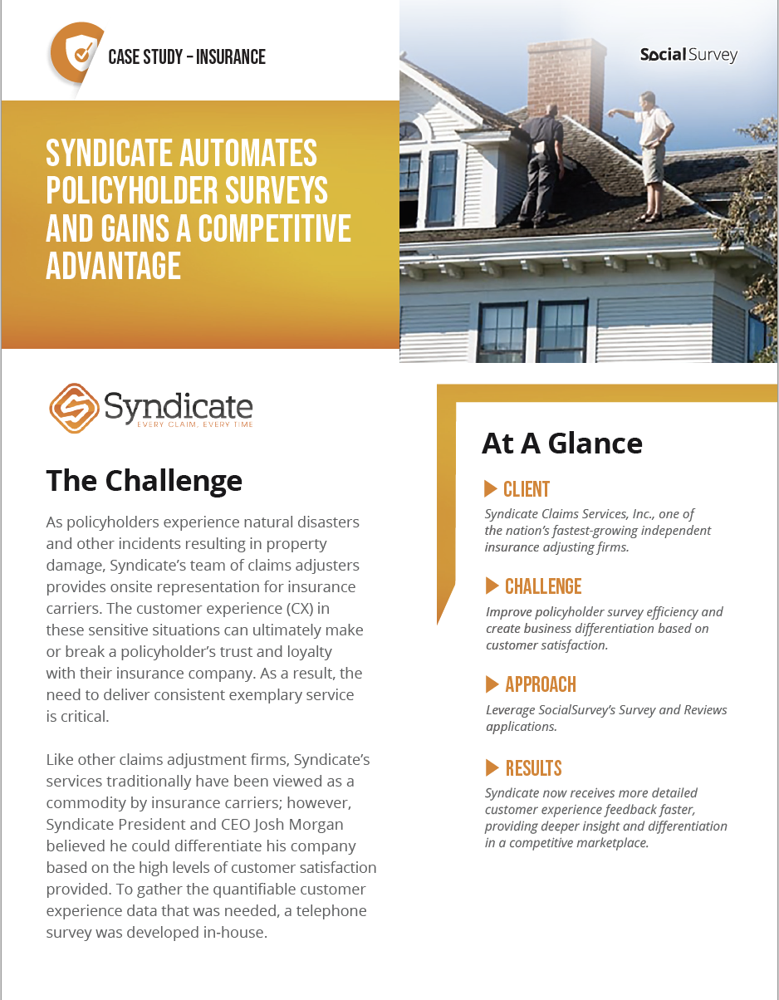 CASE STUDY – INSURANCE
SocialSurvey
SYNDICATE AUTOMATES
POLICYHOLDER SURVEYS
AND GAINS A COMPETITIVE
ADVANTAGE
Syndicate
EVERY CLAIM, EVERY TIME
The Challenge
As policyholders experience natural disasters
and other incidents resulting in property
damage, Syndicate’s team of claims adjusters
provides onsite representation for insurance
carriers. The customer experience (CX) in
these sensitive situations can ultimately make
or break a policyholder’s trust and loyalty
with their insurance company. As a result, the
need to deliver consistent exemplary service
is critical.
Like other claims adjustment firms, Syndicate’s
services traditionally have been viewed as a
commodity by insurance carriers; however,
Syndicate President and CEO Josh Morgan
believed he could differentiate his company
based on the high levels of customer satisfaction
provided. To gather the quantifiable customer
experience data that was needed, a telephone
survey was developed in-house.
At A Glance
CLIENT
Syndicate Claims Services, Inc., one of
the nation’s fastest-growing independent
insurance adjusting firms.
CHALLENGE
Improve policyholder survey efficiency and
create business differentiation based on
customer satisfaction.
APPROACH
Leverage SocialSurvey’s Survey and Reviews
applications.
RESULTS
Syndicate now receives more detailed
customer experience feedback faster,
providing deeper insight and differentiation
in a competitive marketplace.